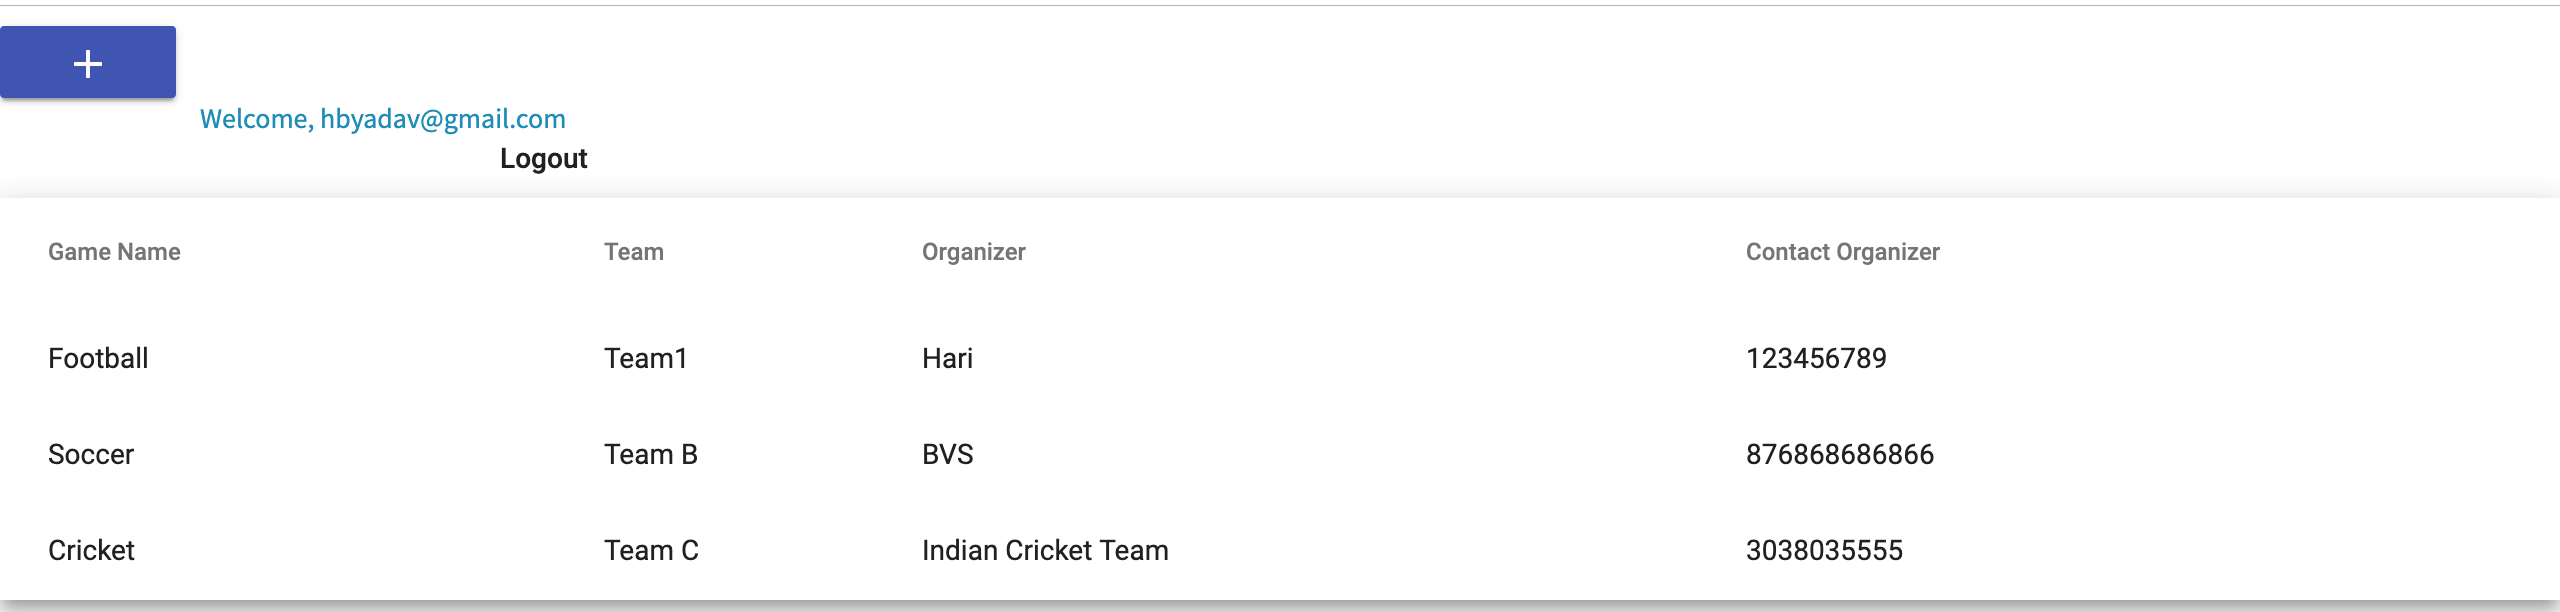 +
Welcome, hbyadav@gmail.com
Logout
Game Name Team Organizer Contact Organizer
Football Team1 Hari 123456789
Soccer Team B BVS 876868686866
Cricket Team C Indian Cricket Team 3038035555